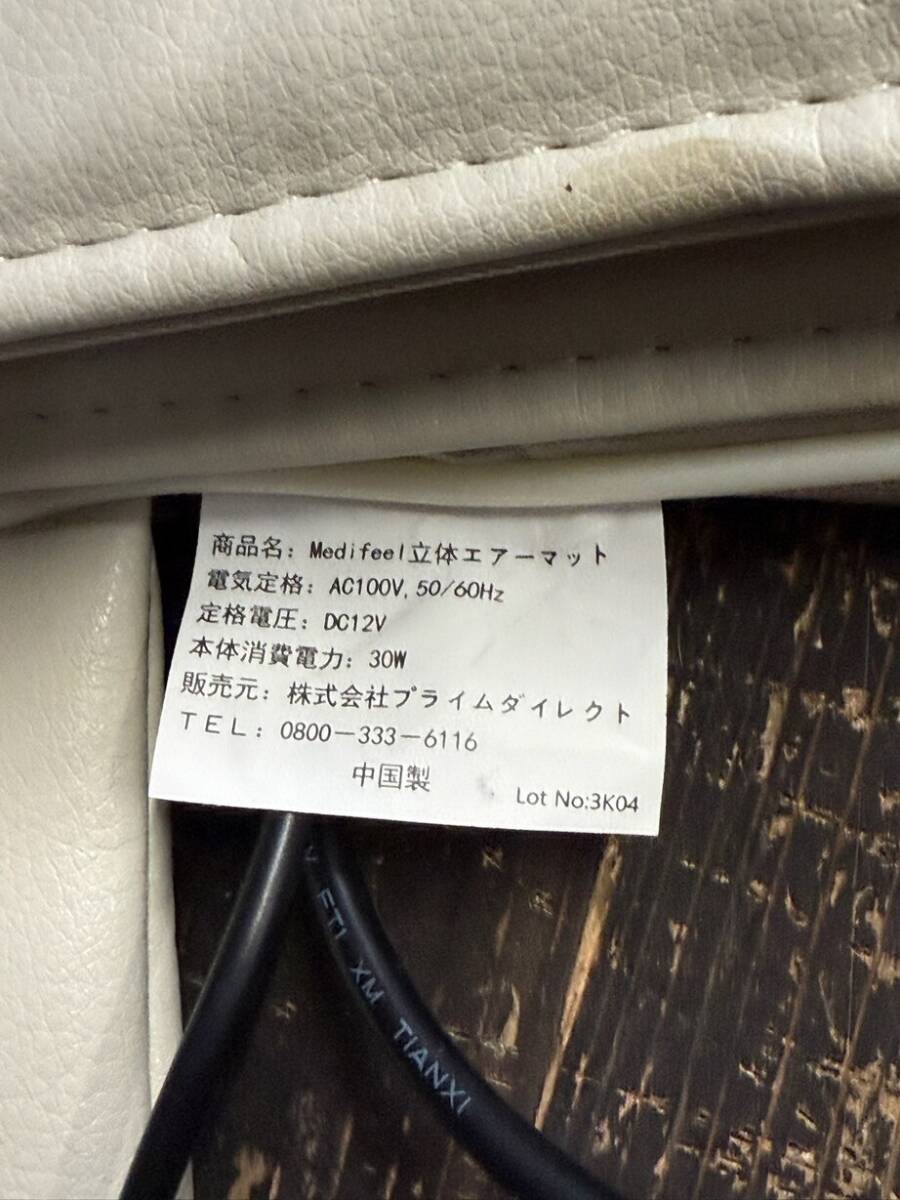 商品名: Medifeel立体エアーマット
電気定格: AC100V, 50/60Hz
定格電圧: DC12V
本体消費電力: 30W
販売元: 株式会社プライムダイレクト
TEL: 0800-333-6116
中国製
Lot No:3K04
FTI XM TIANXI